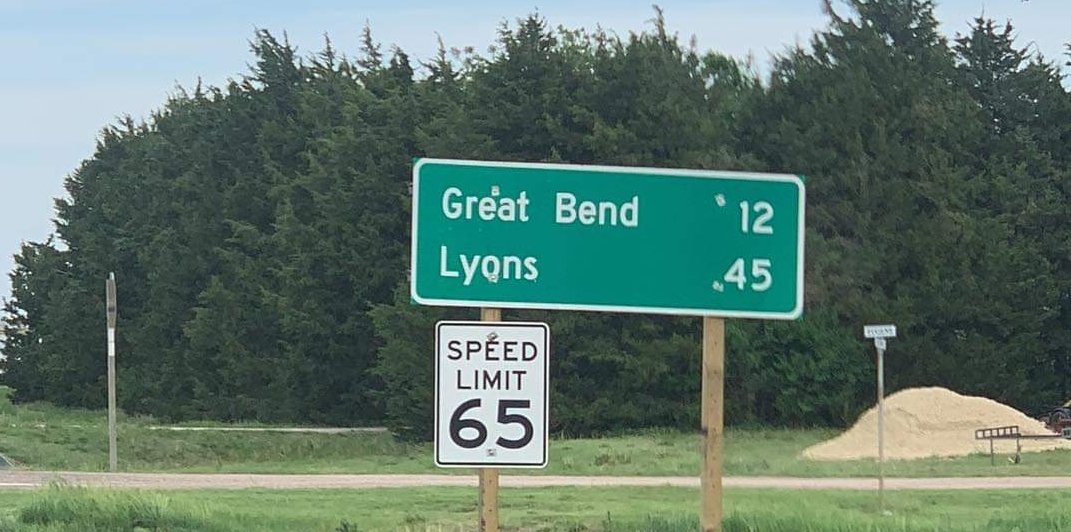 Great Bend 12
Lyons 45
SPEED
LIMIT
65